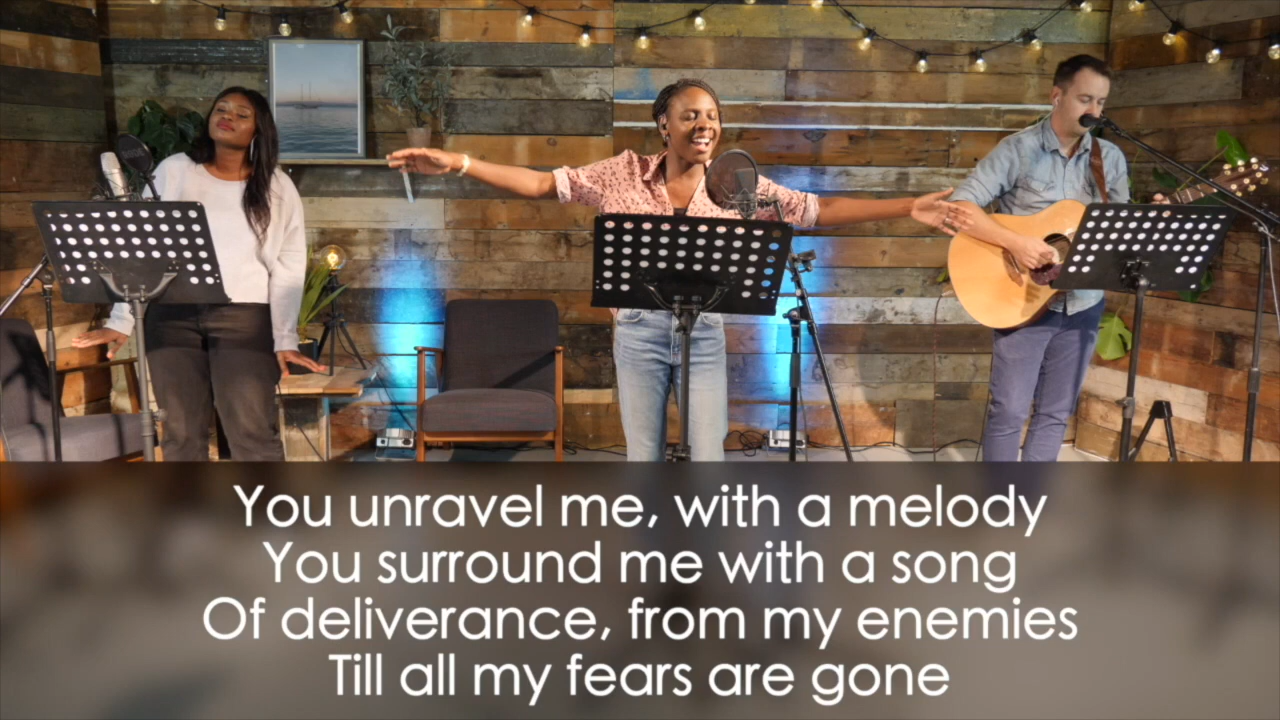 You unravel me, with a melody
You surround me with a song
Of deliverance, from my enemies
Till all my fears are gone